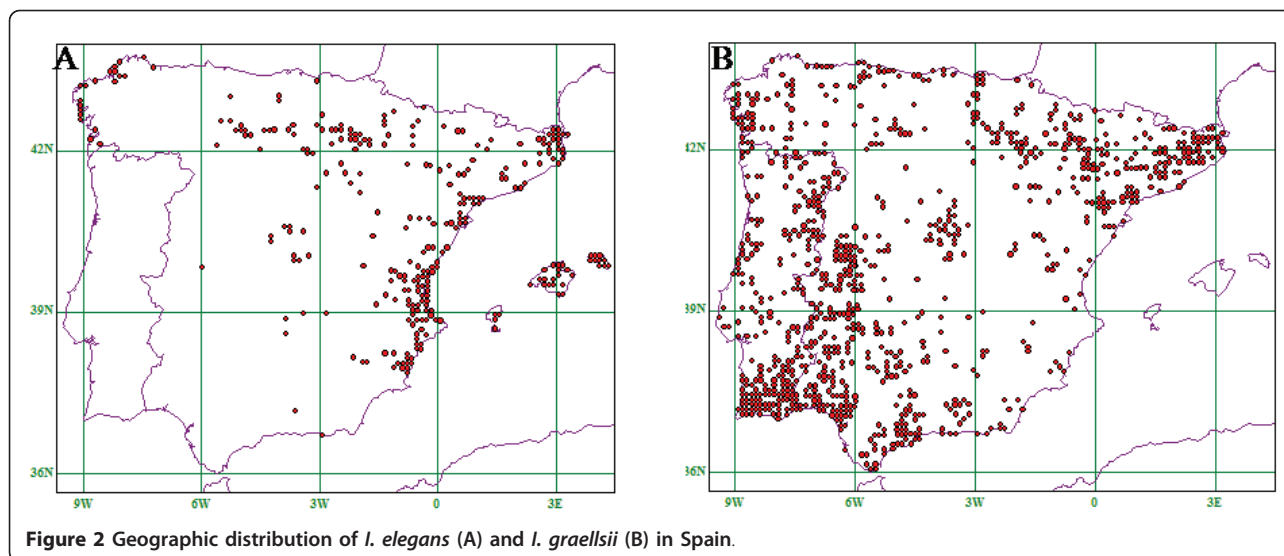 A
B
42N
39N
36N
9W
6W
3W
0
3E
42N
39N
36N
9W
6W
3W
0
3E
Figure 2 Geographic distribution of I. elegans (A) and I. graellsii (B) in Spain.